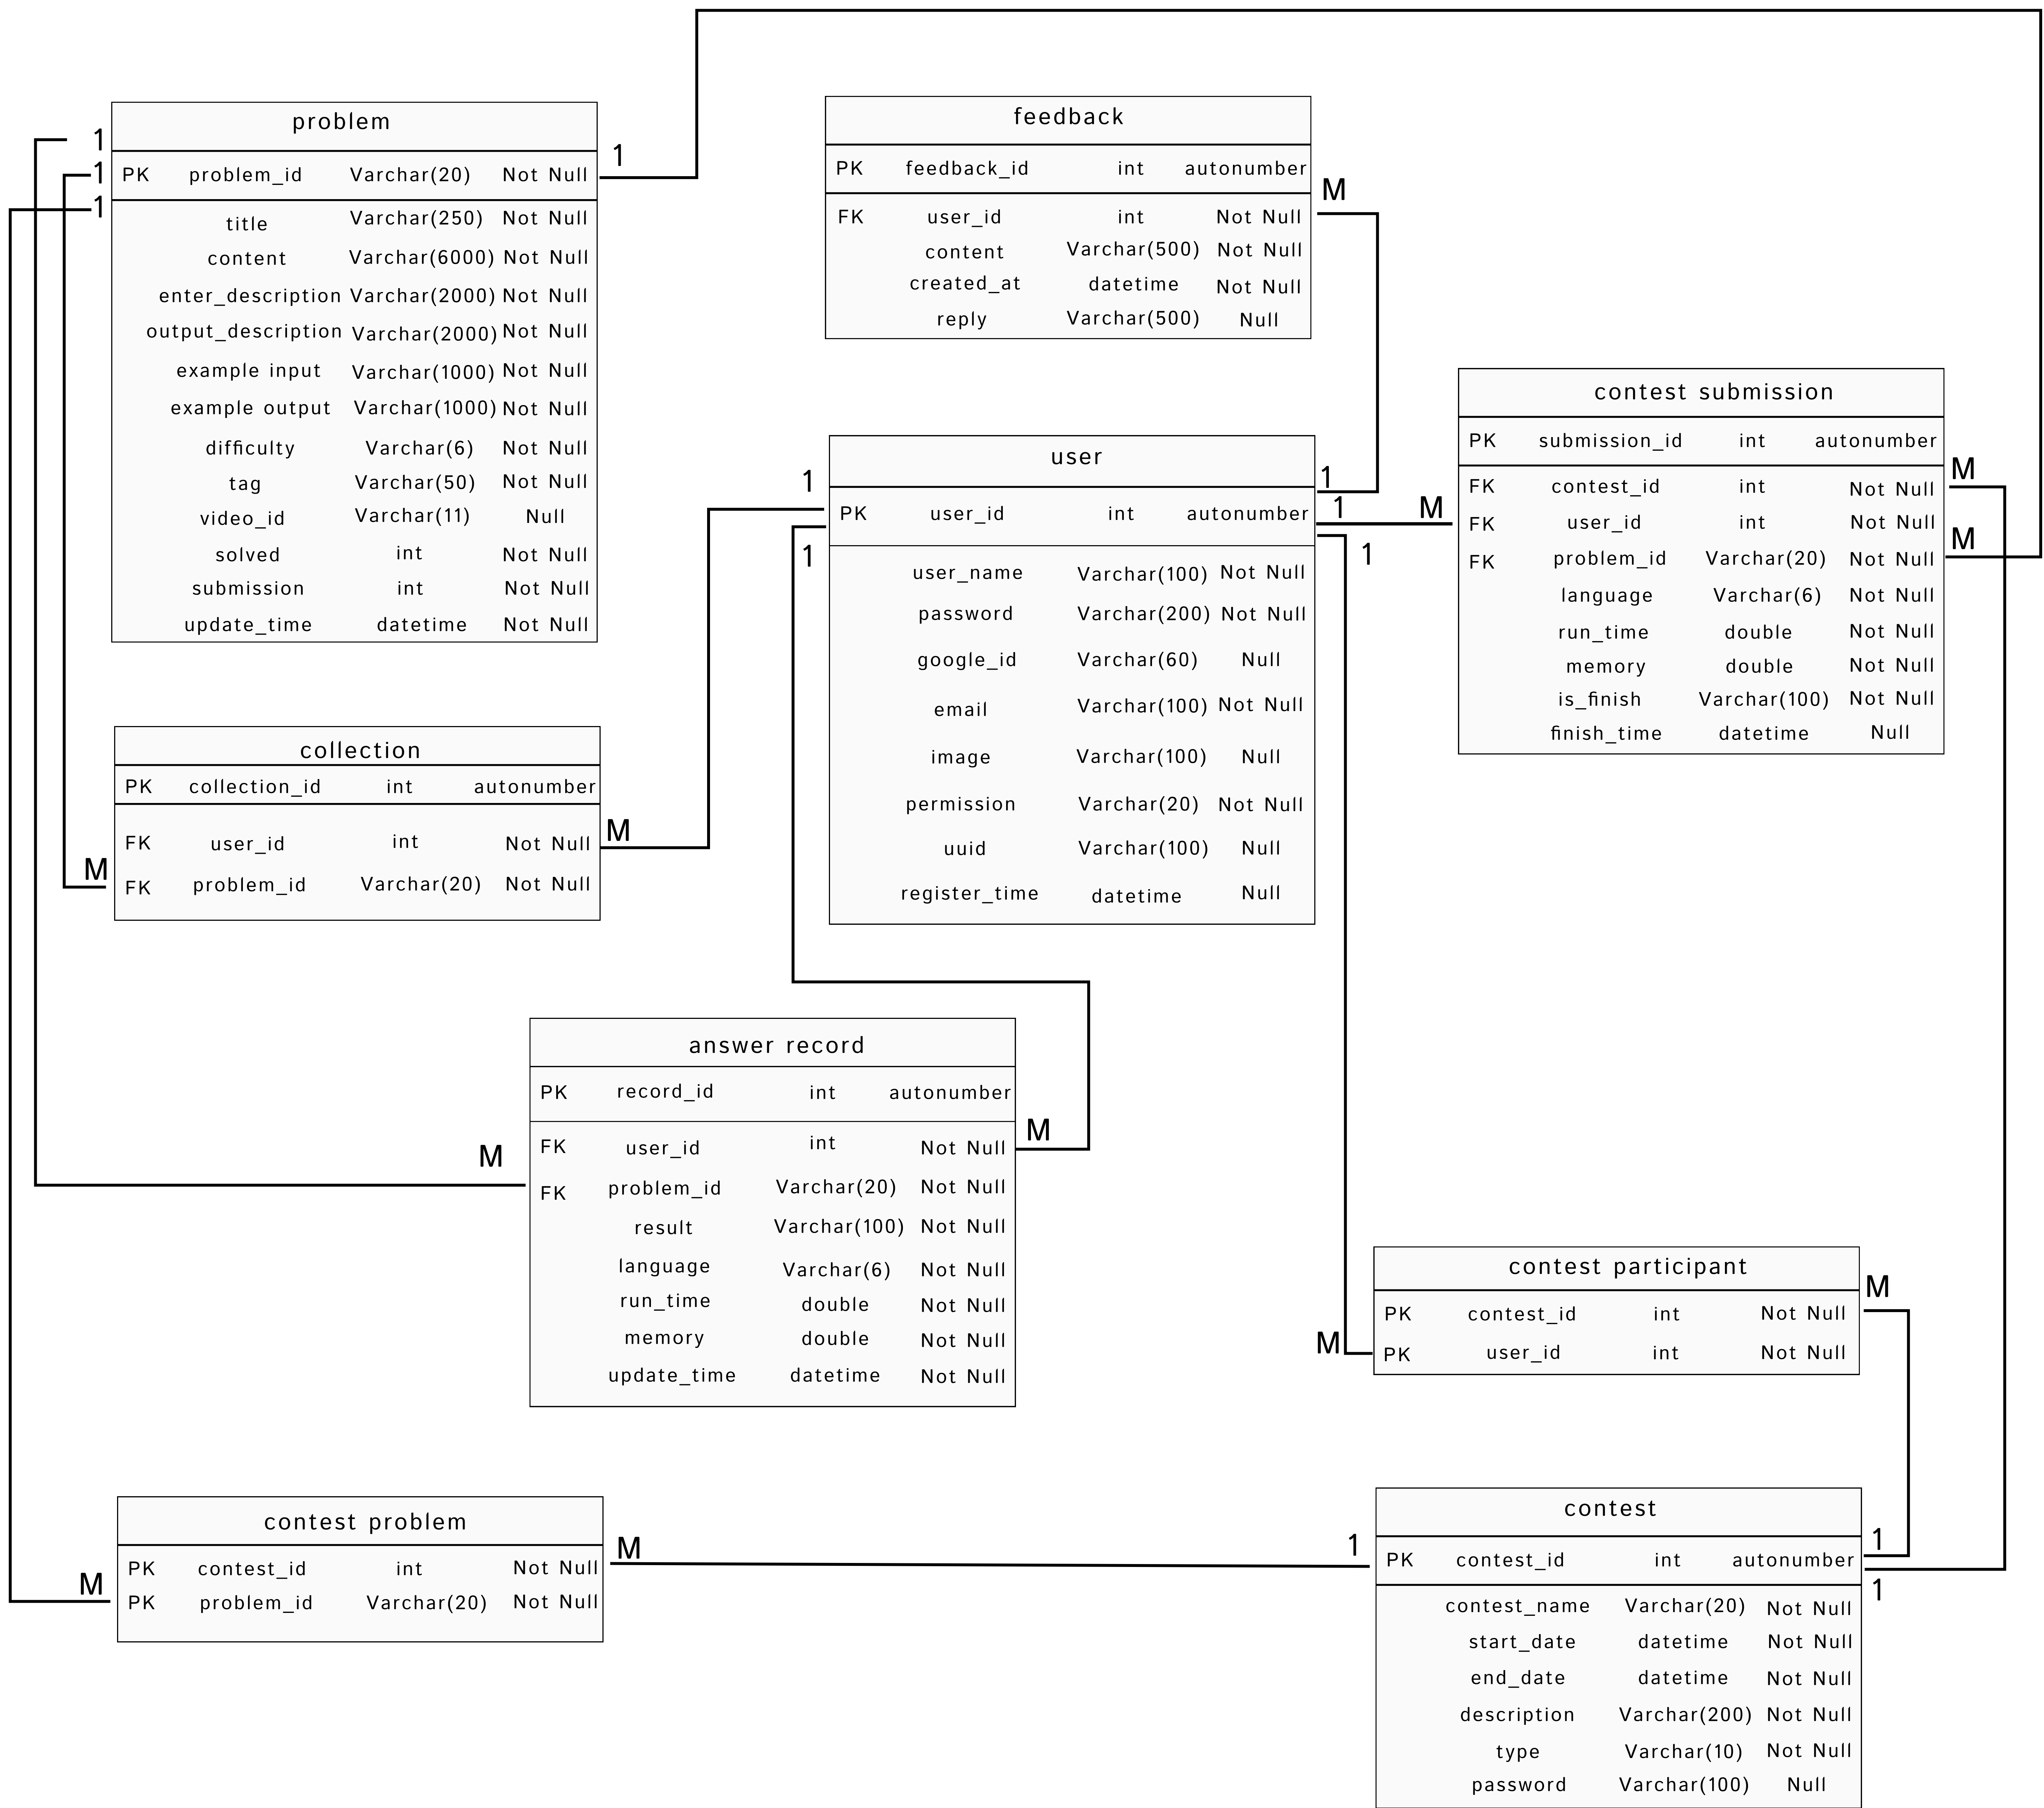 problem
1
1 PK problem_id Varchar(20) Not Null 1
1 title Varchar(250) Not Null
content Varchar(6000) Not Null
enter_description Varchar(2000) Not Null
output_description Varchar(2000) Not Null
example input Varchar(1000) Not Null
example output Varchar(1000) Not Null
difficulty Varchar(6) Not Null
tag Varchar(50) Not Null
video_id Varchar(11) Null
solved int Not Null
submission int Not Null
update_time datetime Not Null
feedback
PK feedback_id int autonumber
M
FK user_id int Not Null
content Varchar(500) Not Null
created_at datetime Not Null
reply Varchar(500) Null
contest submission
PK submission_id int autonumber
M
FK contest_id int Not Null
FK user_id int Not Null
M
FK problem_id Varchar(20) Not Null
language Varchar(6) Not Null
run_time double Not Null
memory double Not Null
is_finish Varchar(100) Not Null
finish_time datetime Null
user
1 1
PK user_id int autonumber 1 M
1 1
user_name Varchar(100) Not Null
password Varchar(200) Not Null
google_id Varchar(60) Null
email Varchar(100) Not Null
image Varchar(100) Null
permission Varchar(20) Not Null
uuid Varchar(100) Null
register_time datetime Null
collection
PK collection_id int autonumber
M
FK user_id int Not Null
M
FK problem_id Varchar(20) Not Null
answer record
PK record_id int autonumber
M
FK user_id int Not Null
M
FK problem_id Varchar(20) Not Null
result Varchar(100) Not Null
language Varchar(6) Not Null
run_time double Not Null
memory double Not Null
update_time datetime Not Null
contest participant
M
PK contest_id int Not Null
M PK user_id int Not Null
contest problem
M
PK contest_id int Not Null
M PK problem_id Varchar(20) Not Null
contest
1 1
PK contest_id int autonumber
1
contest_name Varchar(20) Not Null
start_date datetime Not Null
end_date datetime Not Null
description Varchar(200) Not Null
type Varchar(10) Not Null
password Varchar(100) Null